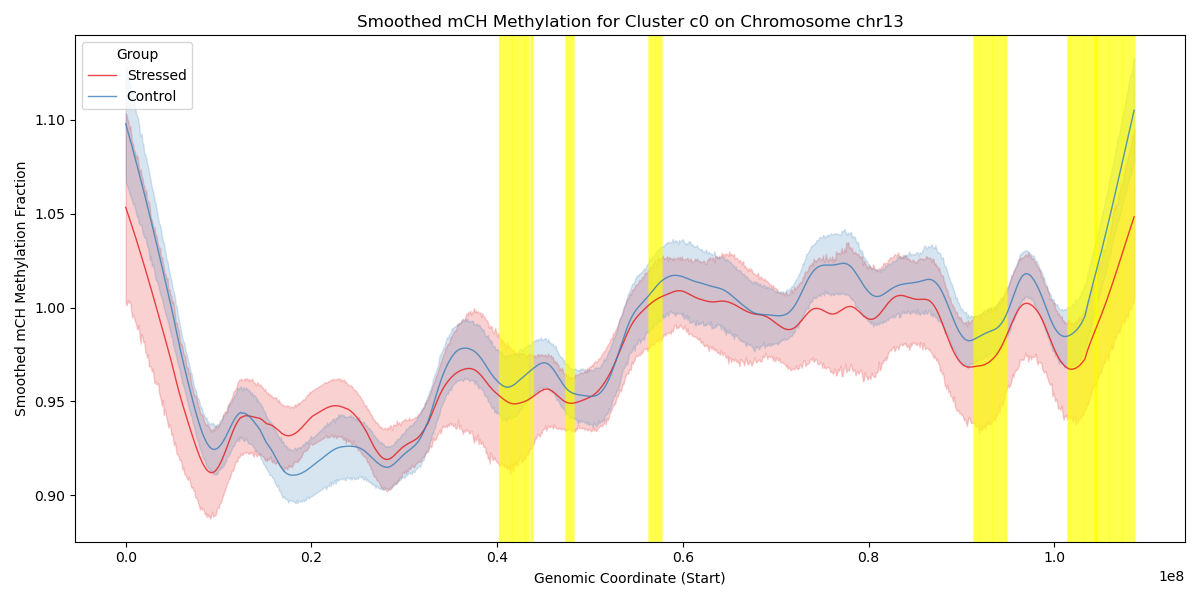 Smoothed mCH Methylation for Cluster c0 on Chromosome chr13
Group
Stressed
Control
Smoothed mCH Methylation Fraction
1.10
1.05
1.00
0.95
0.90
0.0 0.2 0.4 0.6 0.8 1.0
1e8
Genomic Coordinate (Start)